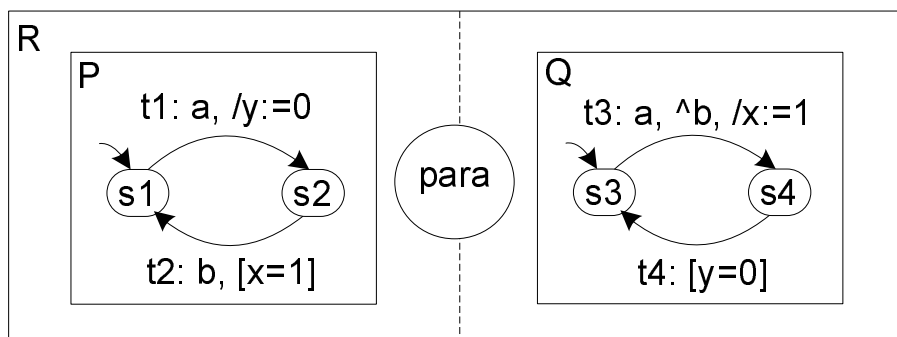 R
P
t1: a, /y:=0
s1
s2
t2: b, [x=1]
para
Q
t3: a, ^b, /x:=1
s3
s4
t4: [y=0]